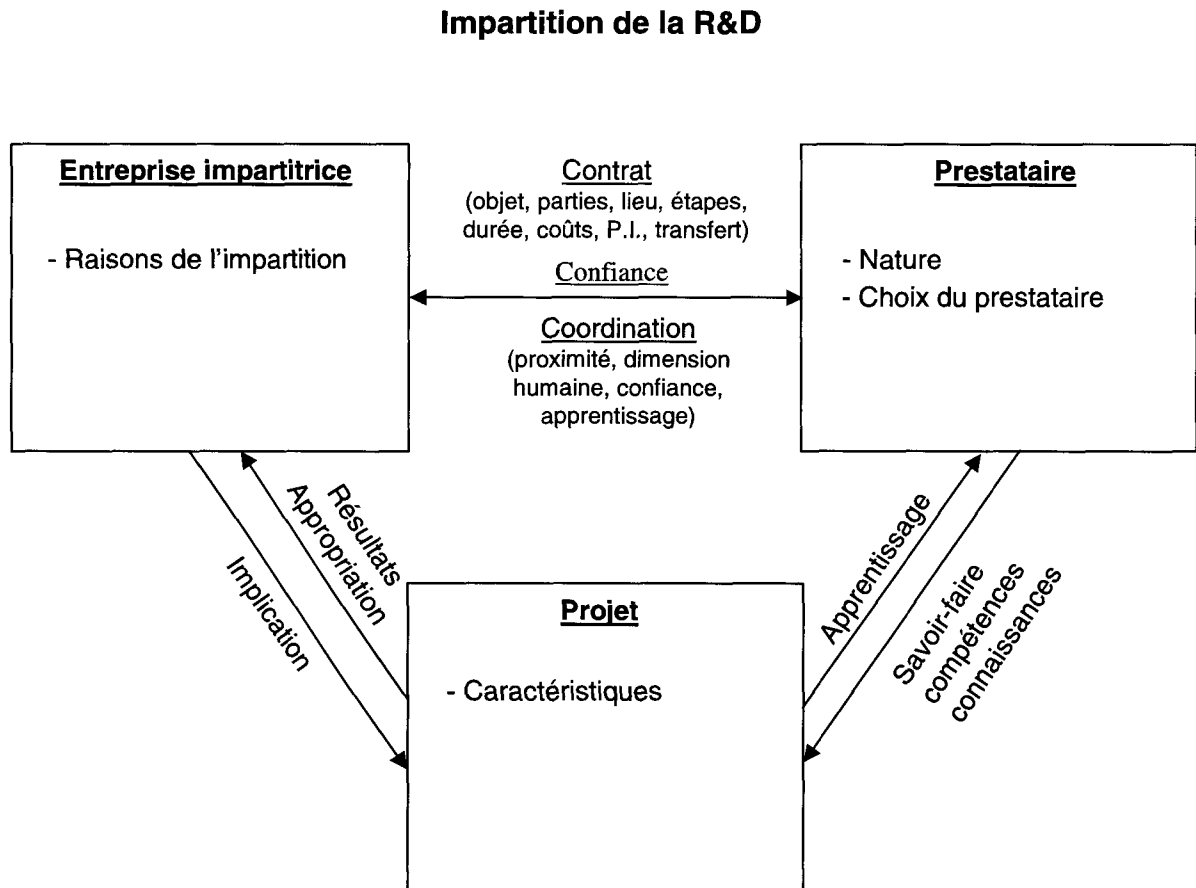 Impartition de la R&D
Entreprise impartitrice
- Raisons de l'impartition
Contrat
(objet, parties, lieu, étapes,
durée, coûts, P.I., transfert)
Confiance
Coordination
(proximité, dimension
humaine, confiance,
apprentissage)
Prestataire
- Nature
- Choix du prestataire
Implication
Résultats
Appropriation
Projet
- Caractéristiques
Apprentissage
Savoir-faire
compétences
connaissances